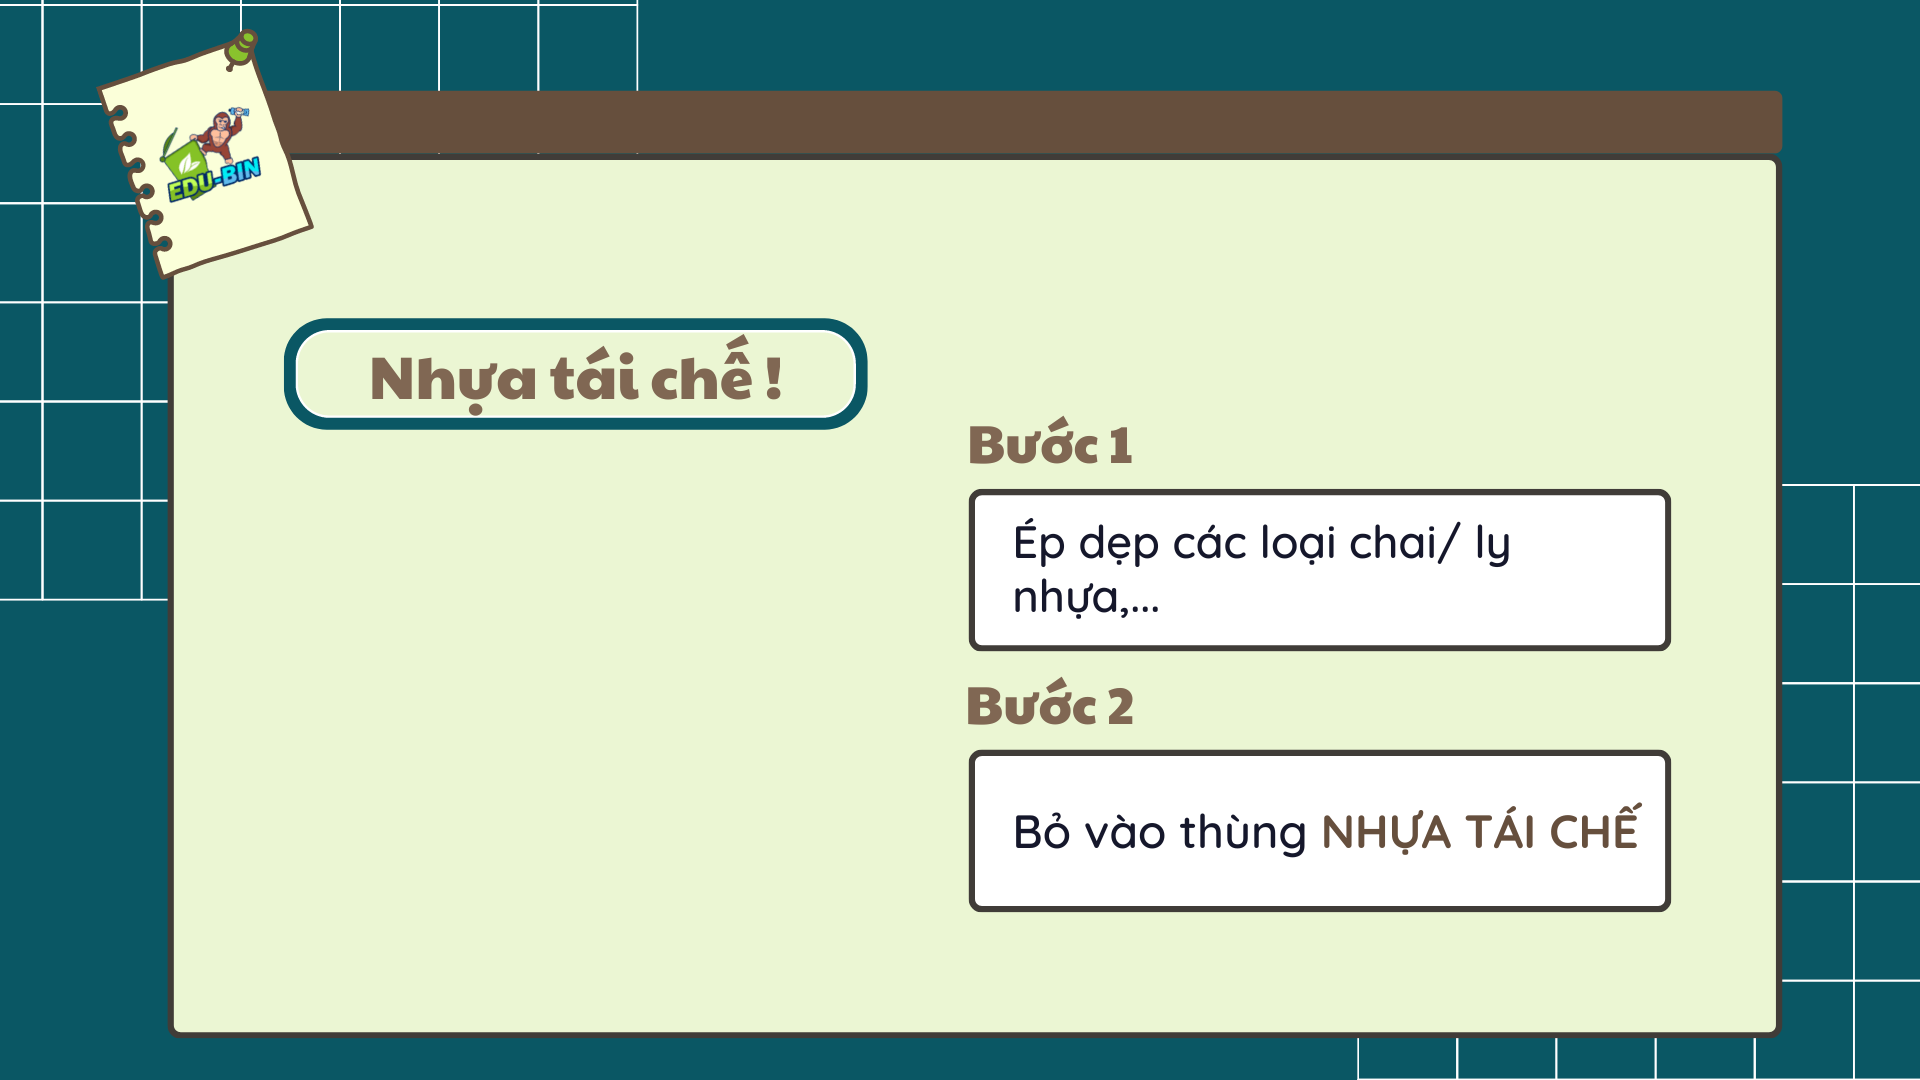 EDU-BIN
Nhựa tái chế !
Bước 1
Ép dẹp các loại chai/ ly
nhựa,...
Bước 2
Bỏ vào thùng NHỰA TÁI CHẾ